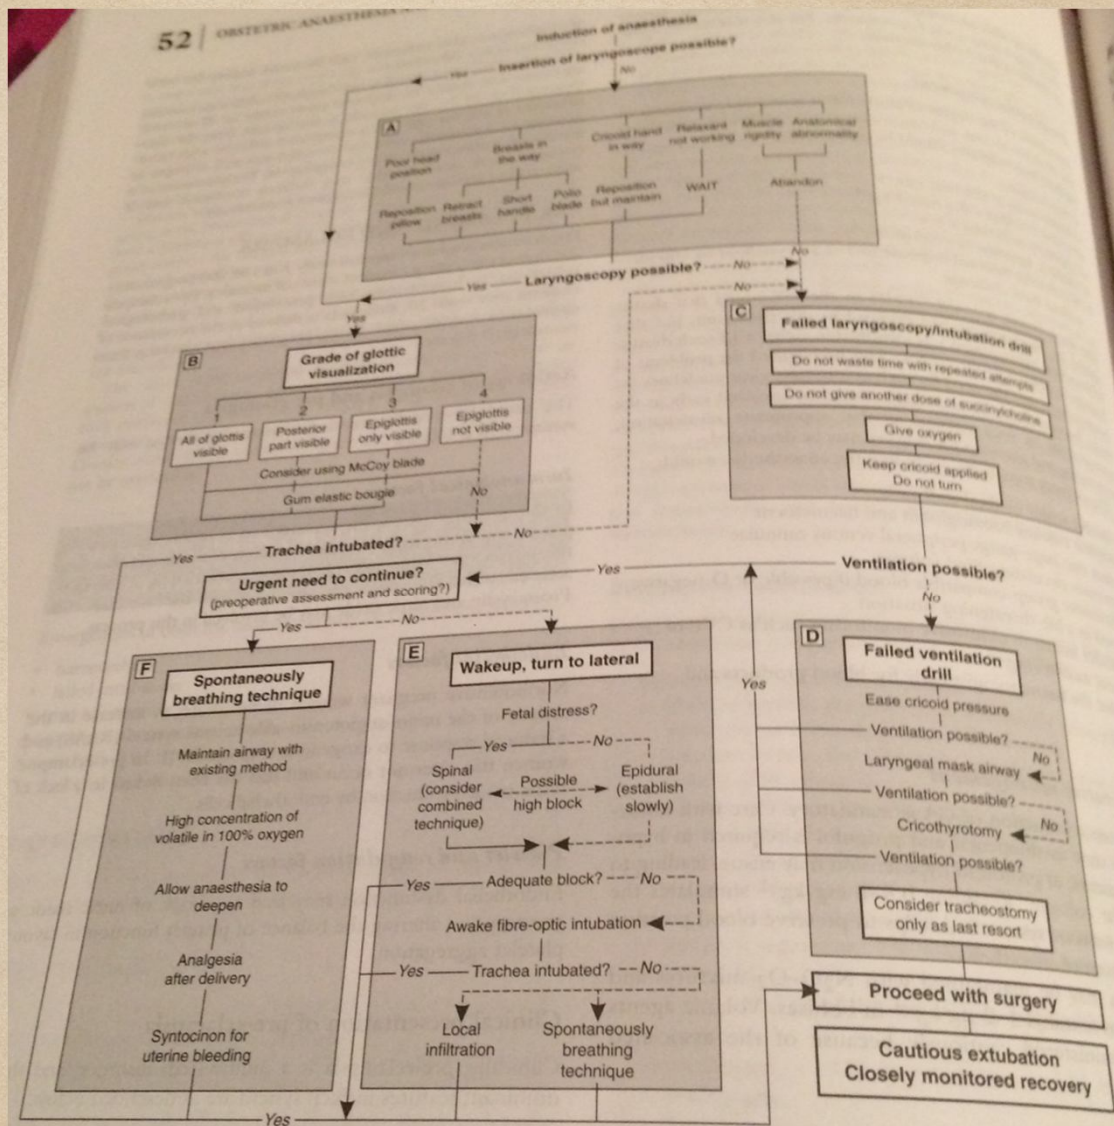 52 | OBSTETRIC ANAESTHESIA
Induction of anaesthesia
Insertion of laryngoscope possible?
Yes
No
A
Poor head position
Breasts in the way
Cricoid hand in way
Relaxant not working
Muscle rigidity
Anatomical abnormality
Reposition pillow
Retract breasts
Short handle
Polio blade
Reposition but maintain
WAIT
Abandon
No
Laryngoscopy possible?
No
Yes
No
Yes
B
Grade of glottic
visualization
1
2
3
4
All of glottis
visible
Posterior
part visible
Epiglottis
only visible
Epiglottis
not visible
Consider using McCoy blade
Gum elastic bougie
No
C
Failed laryngoscopy/intubation drill
Do not waste time with repeated attempts
Do not give another dose of succinylcholine
Give oxygen
Keep cricoid applied
Do not turn
Yes
Trachea intubated?
No
Urgent need to continue?
(preoperative assessment and scoring?)
Yes
Ventilation possible?
No
Yes
No
F
Spontaneously
breathing technique
Maintain airway with
existing method
High concentration of
volatile in 100% oxygen
Allow anaesthesia to
deepen
Analgesia
after delivery
Syntocinon for
uterine bleeding
E
Wakeup, turn to lateral
Fetal distress?
Yes
No
Spinal
(consider
combined
technique)
Possible
high block
Epidural
(establish
slowly)
Yes
Adequate block?
No
Awake fibre-optic intubation
Yes
Trachea intubated?
No
Local
infiltration
Spontaneously
breathing
technique
Yes
D
Failed ventilation
drill
Ease cricoid pressure
Ventilation possible?
No
Laryngeal mask airway
Ventilation possible?
No
Cricothyrotomy
Ventilation possible?
Consider tracheostomy
only as last resort
Yes
Proceed with surgery
Cautious extubation
Closely monitored recovery